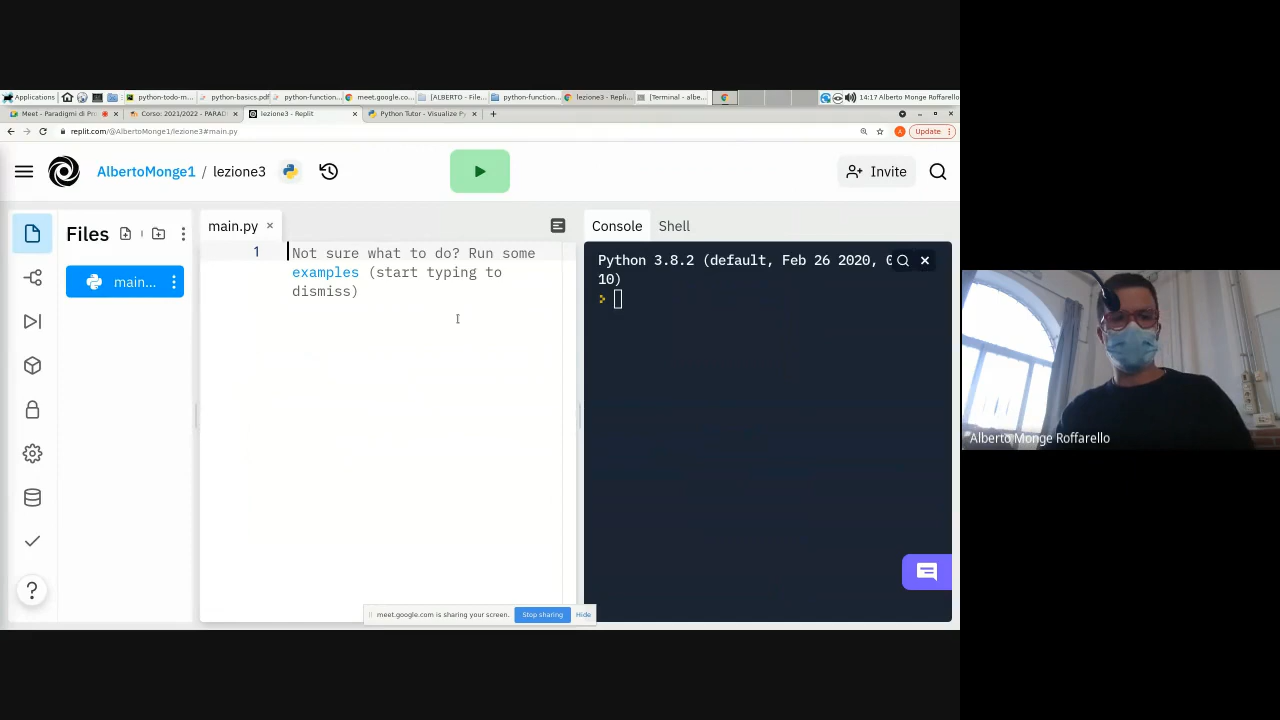 Applications python-todo-m... python-basics.pdf python-function... meet.google.co... [ALBERTO - File... python-function... lezione3 - Repli... [Terminal - albe... 14:17 Alberto Monge Roffarello
Meet - Paradigmi di Pr Corso: 2021/2022 - PARAD lezione3 - Replit Python Tutor - Visualize Py
replit.com/@AlbertoMonge1/lezione3#main.py Update
AlbertoMonge1 / lezione3 Invite
Files
main...
main.py
1 Not sure what to do? Run some
examples (start typing to
dismiss)
Console Shell
Python 3.8.2 (default, Feb 26 2020, 0
10)
meet.google.com is sharing your screen. Stop sharing Hide
Alberto Monge Roffarello